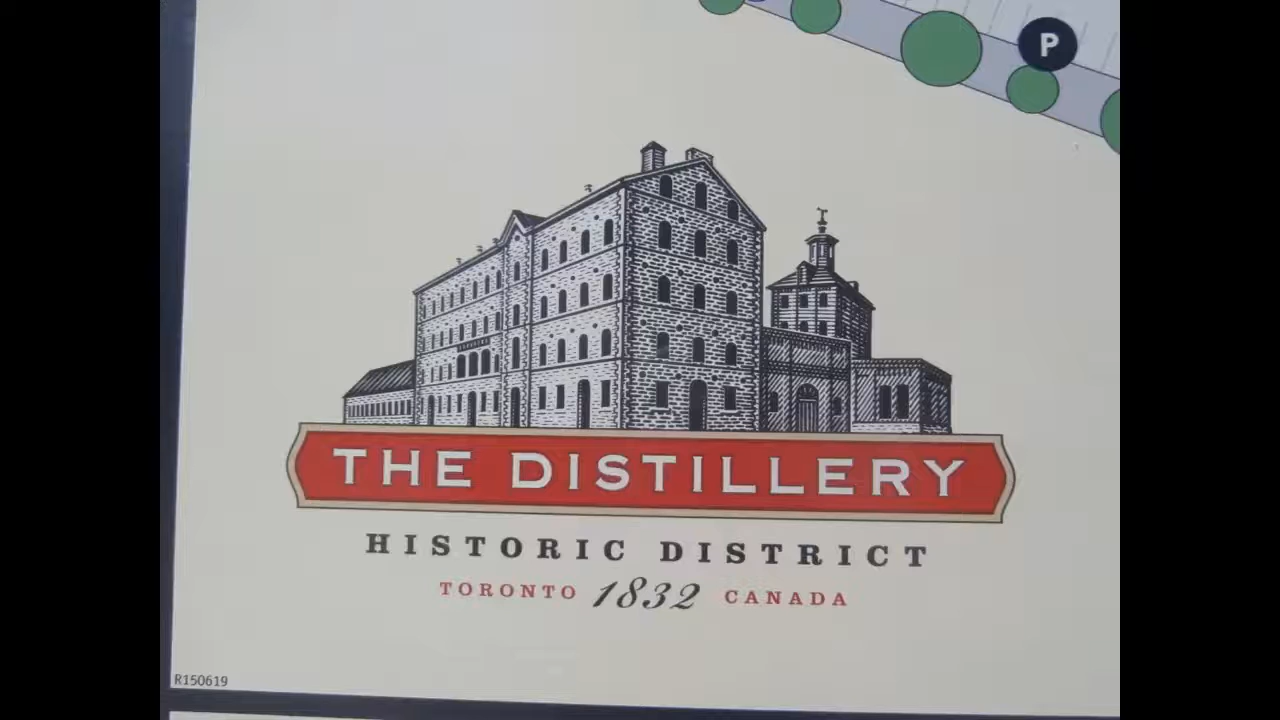 P
THE DISTILLERY
HISTORIC DISTRICT
TORONTO 1832 CANADA
R150619